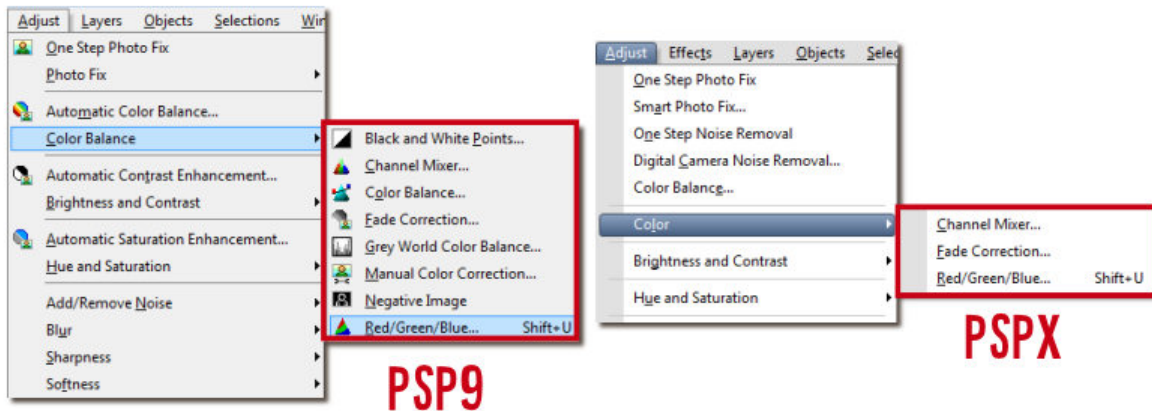 Adjust Layers Objects Selections Win
One Step Photo Fix
Photo Fix
Automatic Color Balance...
Color Balance
Automatic Contrast Enhancement...
Brightness and Contrast
Automatic Saturation Enhancement...
Hue and Saturation
Add/Remove Noise
Blur
Sharpness
Softness
Black and White Points...
Channel Mixer...
Color Balance...
Fade Correction...
Grey World Color Balance...
Manual Color Correction...
Negative Image
Red/Green/Blue... Shift+U
PSP9
Adjust Effects Layers Objects Selec
One Step Photo Fix
Smart Photo Fix...
One Step Noise Removal
Digital Camera Noise Removal...
Color Balance...
Color
Brightness and Contrast
Hue and Saturation
Channel Mixer...
Fade Correction...
Red/Green/Blue... Shift+U
PSPX